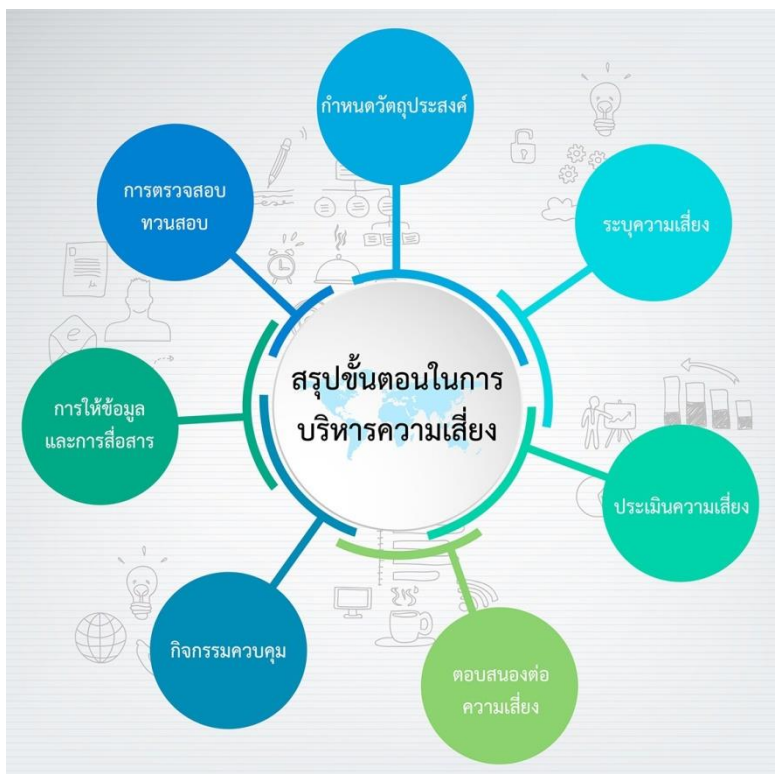 กำหนดวัตถุประสงค์
ระบุความเสี่ยง
ประเมินความเสี่ยง
ตอบสนองต่อ
ความเสี่ยง
กิจกรรมควบคุม
การให้ข้อมูล
และการสื่อสาร
การตรวจสอบ
ทวนสอบ
สรุปขั้นตอนในการ
บริหารความเสี่ยง